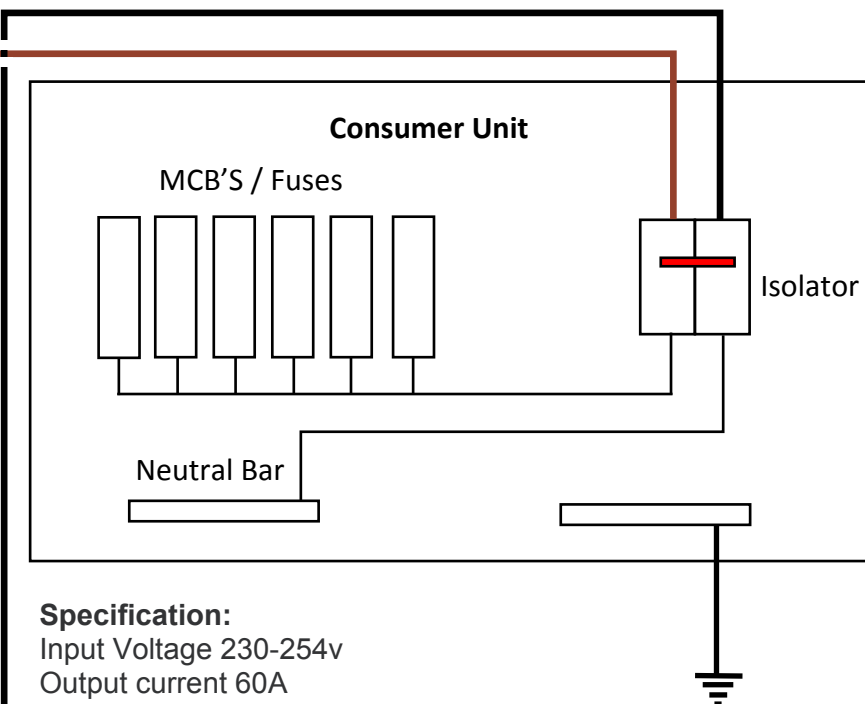 Consumer Unit
MCB'S / Fuses
Isolator
Neutral Bar
Specification:
Input Voltage 230-254v
Output current 60A